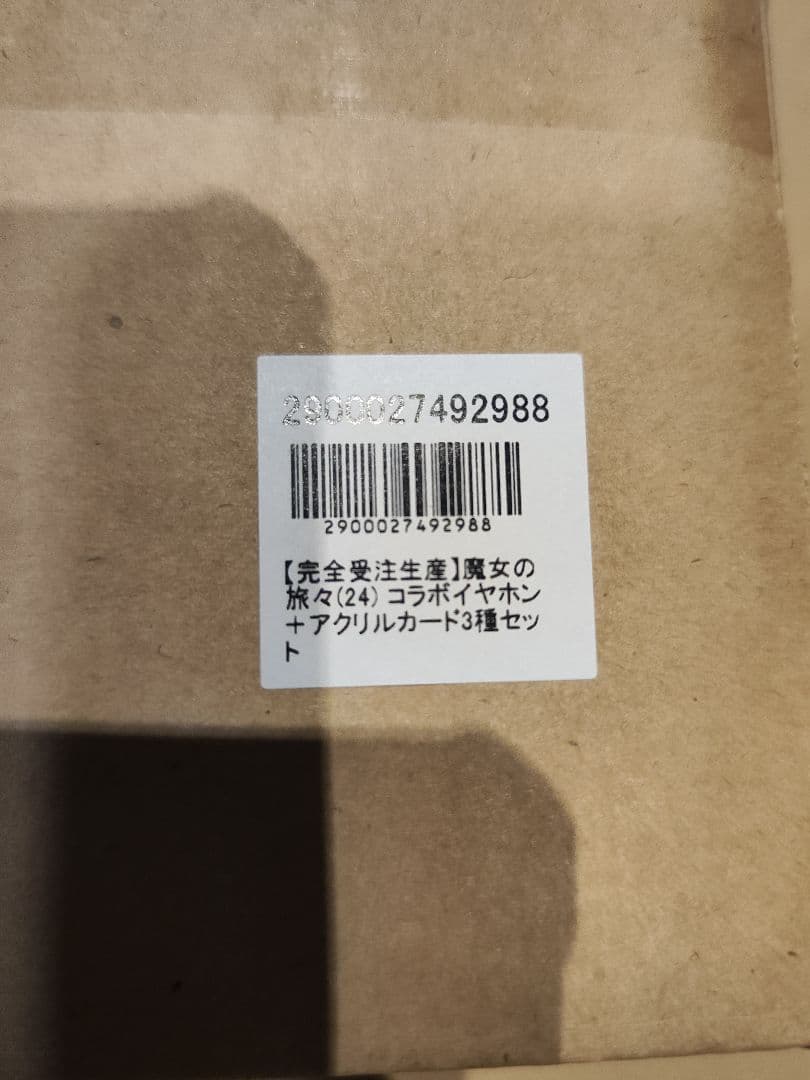 2900027492988
2900027492988
【完全受注生産】魔女の
旅々(24) コラボイヤホン
＋アクリルカード3種セッ
ト